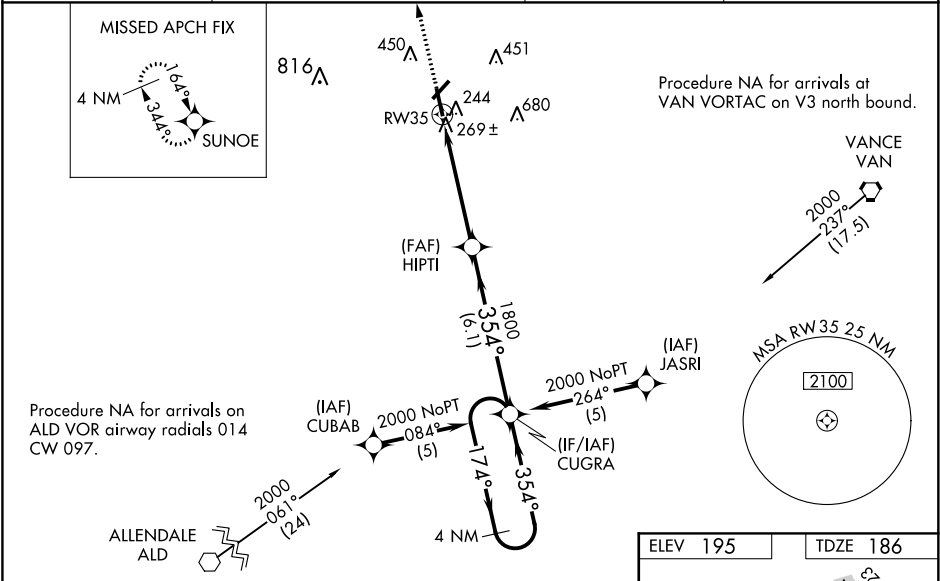 MISSED APCH FIX
4 NM
164°
344°
SUNOE
816
450
451
244
680
RW35
269 ±
Procedure NA for arrivals at
VAN VORTAC on V3 north bound.
VANCE
VAN
2000
237°
(17.5)
(FAF)
HIPTI
1800
354°
(6.1)
MSA RW 35 25 NM
2100
(IAF)
JASRI
2000 NoPT
264°
(5)
Procedure NA for arrivals on
ALD VOR airway radials 014
CW 097.
(IAF)
CUBAB
2000 NoPT
084°
(5)
(IF/IAF)
CUGRA
174°
354°
4 NM
2000
061°
(24)
ALLENDALE
ALD
ELEV 195
TDZE 186